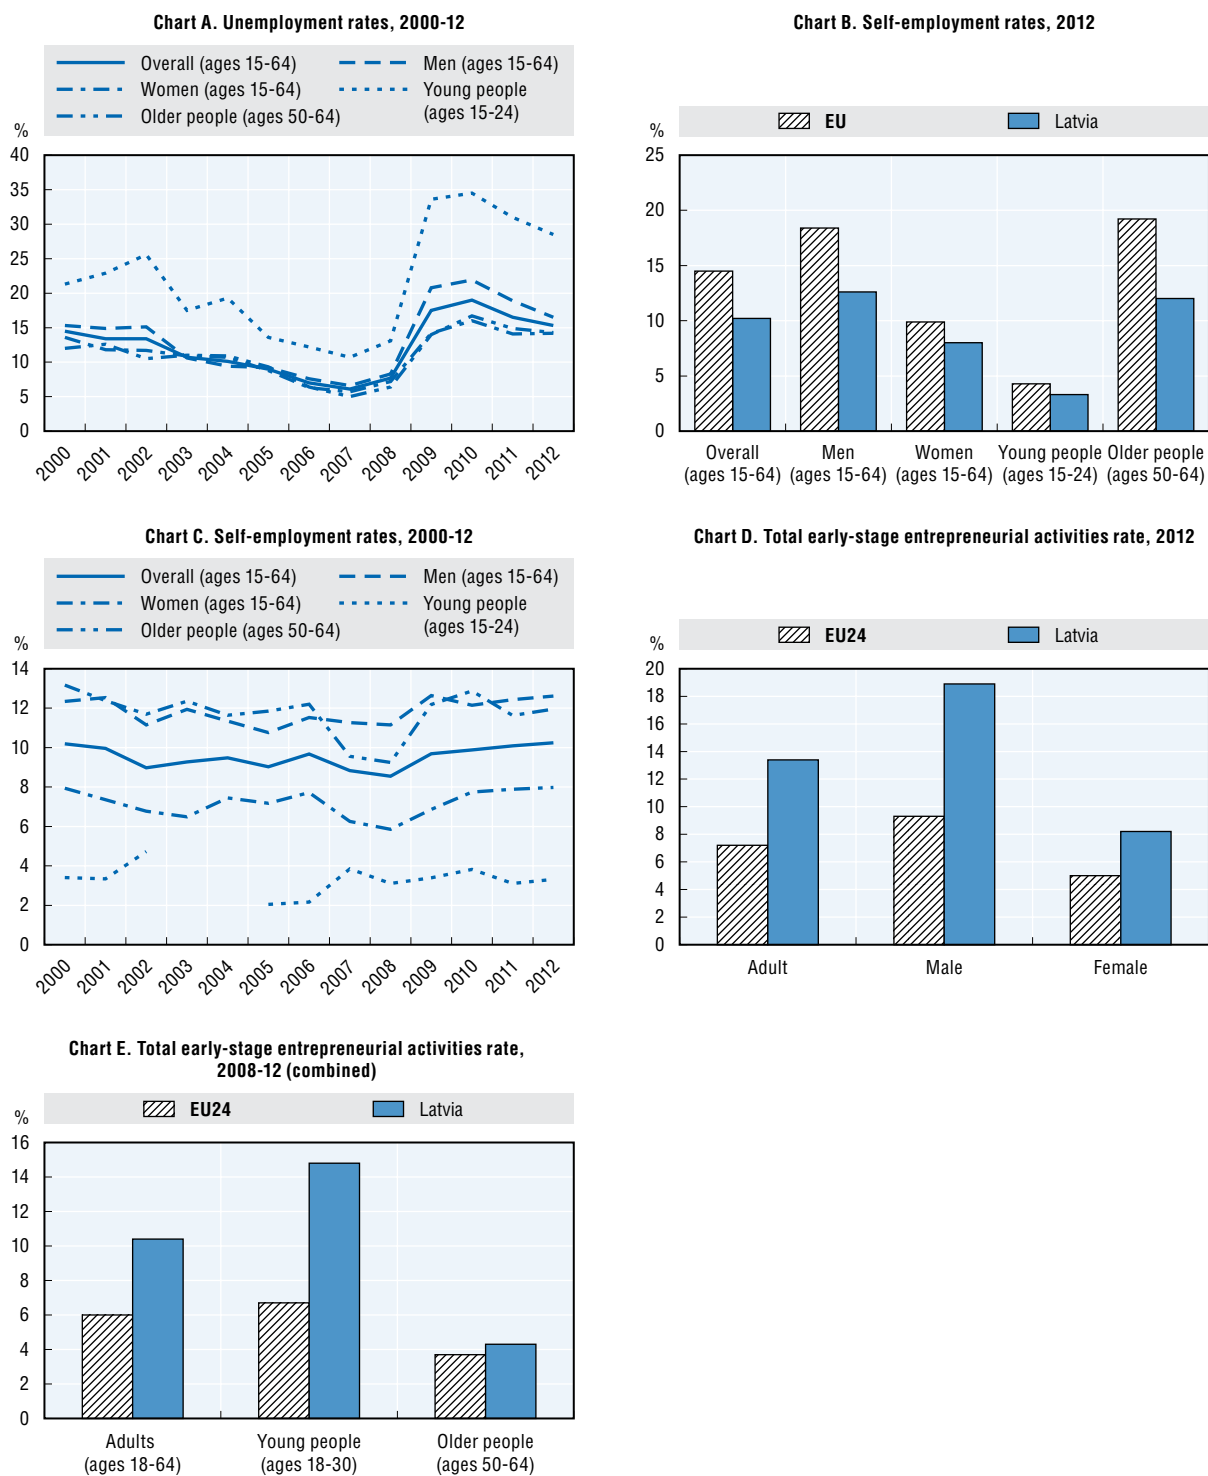 Chart A. Unemployment rates, 2000-12
Overall (ages 15-64)
Men (ages 15-64)
Women (ages 15-64)
Young people
(ages 15-24)
Older people (ages 50-64)
%
40
35
30
25
20
15
10
5
0
2000
2001
2002
2003
2004
2005
2006
2007
2008
2009
2010
2011
2012
Chart B. Self-employment rates, 2012
EU
Latvia
%
25
20
15
10
5
0
Overall
(ages 15-64)
Men
(ages 15-64)
Women
(ages 15-64)
Young people
(ages 15-24)
Older people
(ages 50-64)
Chart C. Self-employment rates, 2000-12
Overall (ages 15-64)
Men (ages 15-64)
Women (ages 15-64)
Young people
(ages 15-24)
Older people (ages 50-64)
%
14
12
10
8
6
4
2
0
2000
2001
2002
2003
2004
2005
2006
2007
2008
2009
2010
2011
2012
Chart D. Total early-stage entrepreneurial activities rate, 2012
EU24
Latvia
%
20
18
16
14
12
10
8
6
4
2
0
Adult
Male
Female
Chart E. Total early-stage entrepreneurial activities rate,
2008-12 (combined)
EU24
Latvia
%
16
14
12
10
8
6
4
2
0
Adults
(ages 18-64)
Young people
(ages 18-30)
Older people
(ages 50-64)